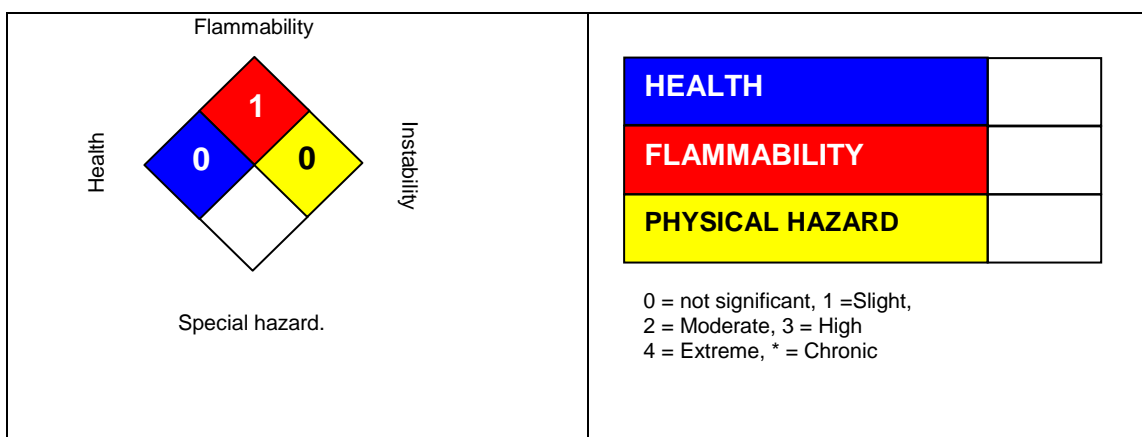 Flammability
1
Health
0
0
Instability
Special hazard.
HEALTH
FLAMMABILITY
PHYSICAL HAZARD
0 = not significant, 1 =Slight,
2 = Moderate, 3 = High
4 = Extreme, * = Chronic